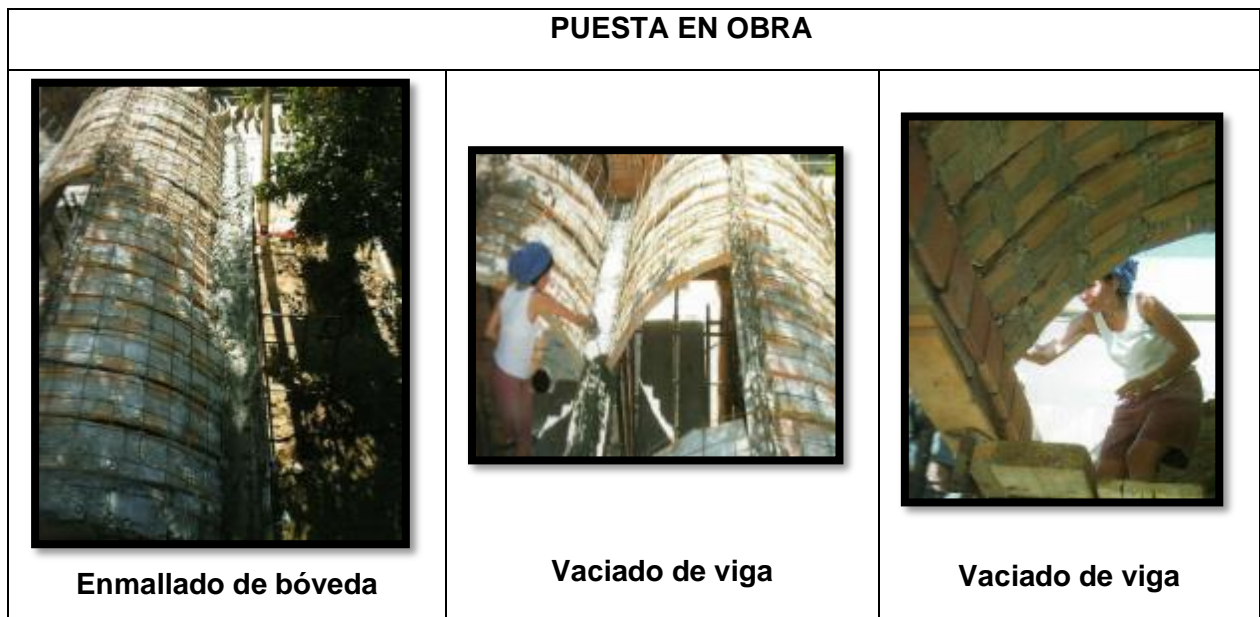 PUESTA EN OBRA
Enmallado de bóveda
Vaciado de viga
Vaciado de viga